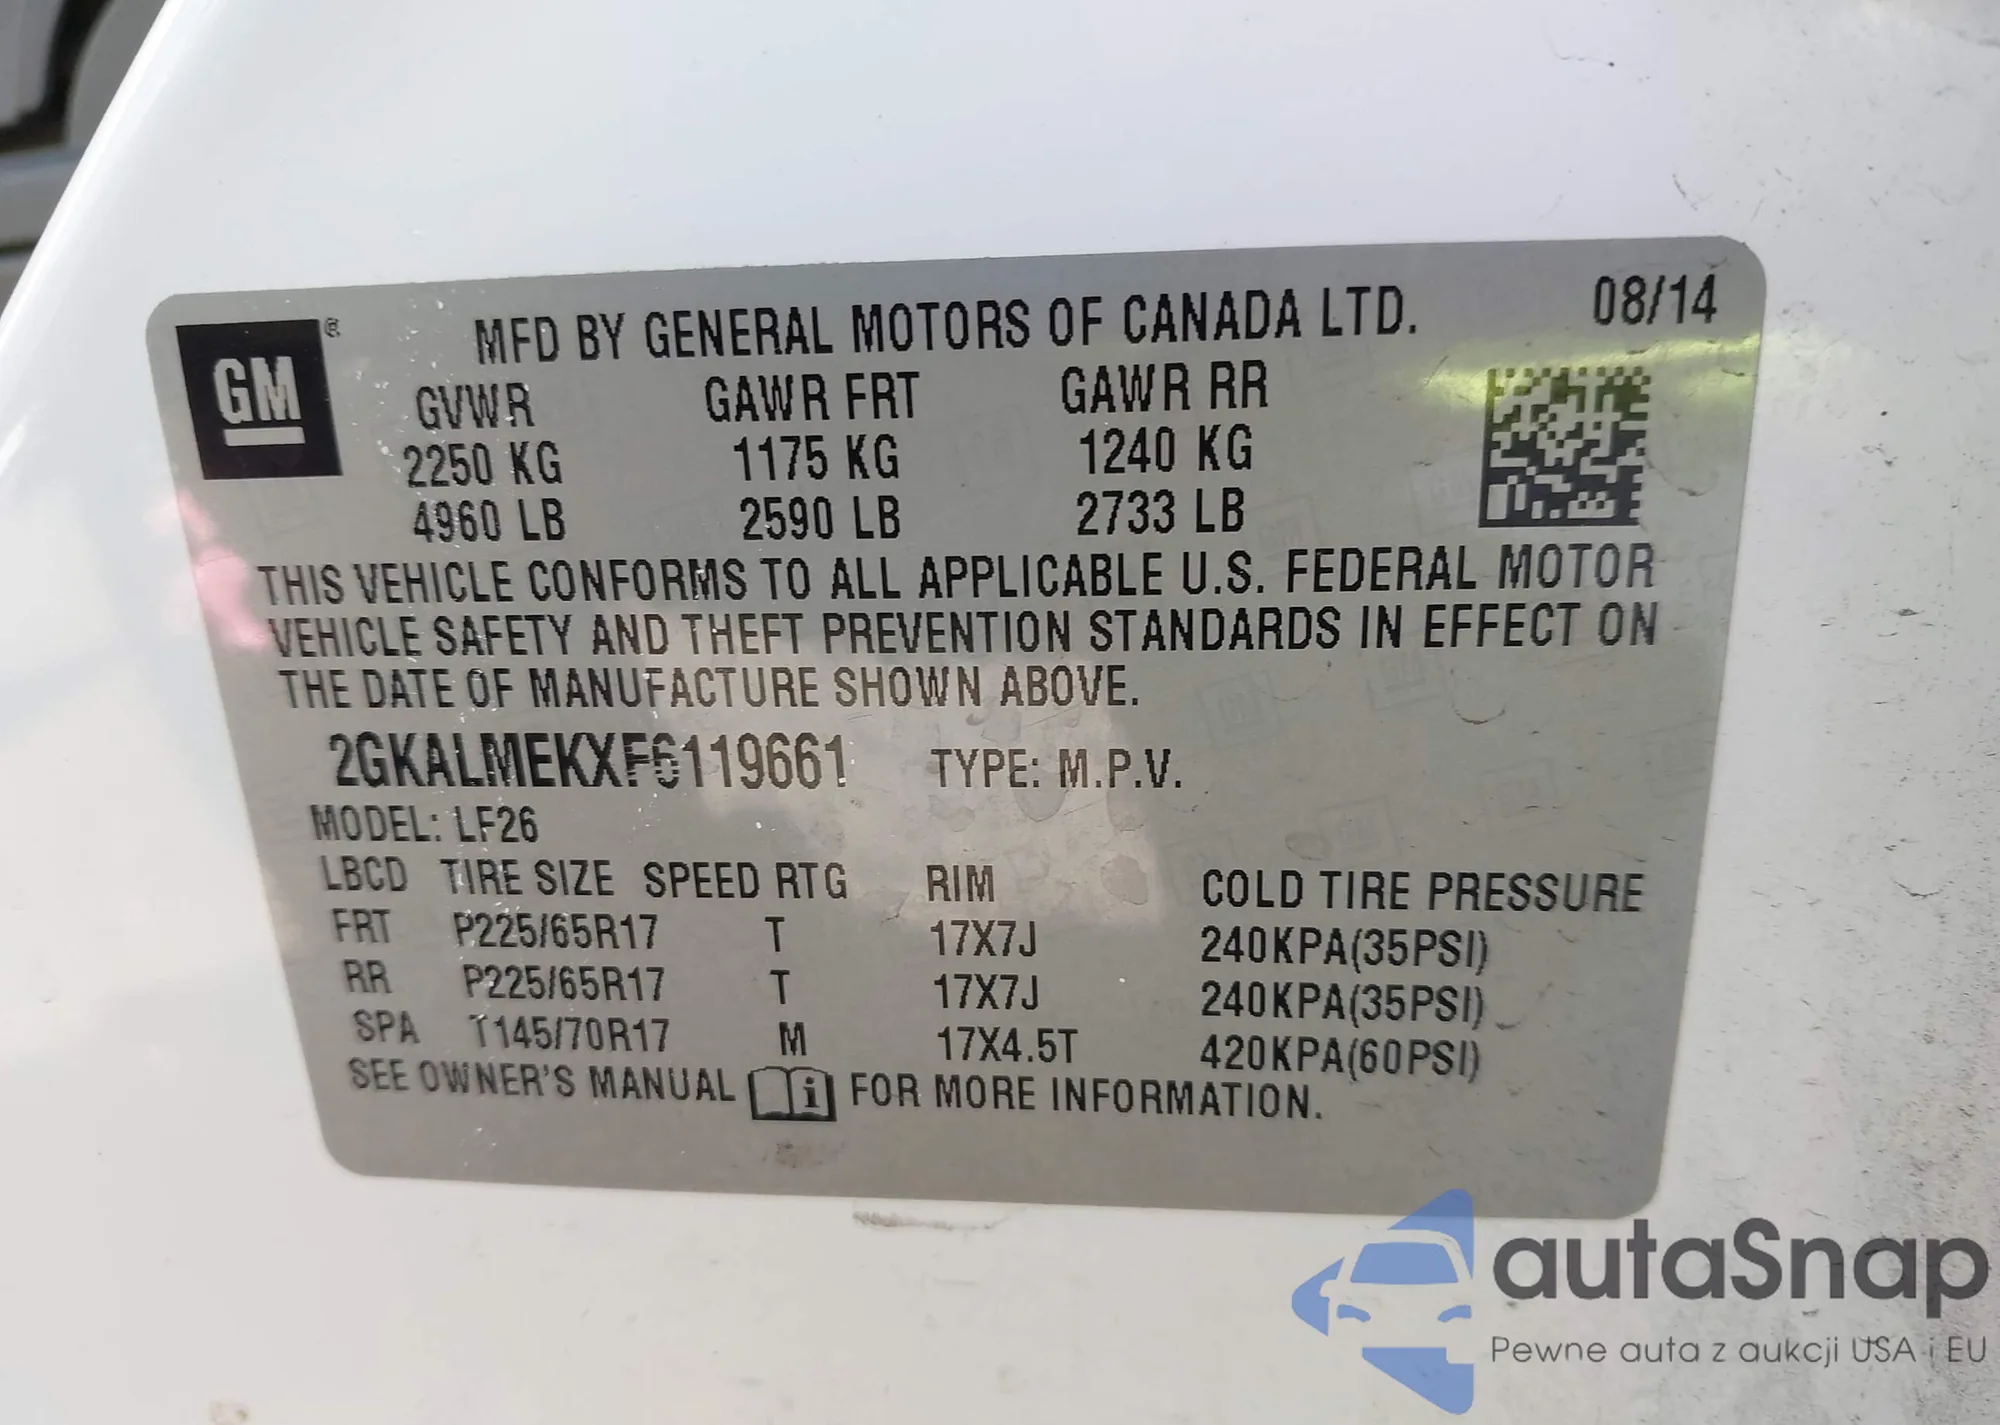 GM ®
MFD BY GENERAL MOTORS OF CANADA LTD. 08/14
GVWR GAWR FRT GAWR RR
2250 KG 1175 KG 1240 KG
4960 LB 2590 LB 2733 LB
THIS VEHICLE CONFORMS TO ALL APPLICABLE U.S. FEDERAL MOTOR
VEHICLE SAFETY AND THEFT PREVENTION STANDARDS IN EFFECT ON
THE DATE OF MANUFACTURE SHOWN ABOVE.
2GKALMEKXF6119661 TYPE: M.P.V.
MODEL: LF26
LBCD TIRE SIZE SPEED RTG RIM COLD TIRE PRESSURE
FRT P225/65R17 T 17X7J 240KPA(35PSI)
RR P225/65R17 T 17X7J 240KPA(35PSI)
SPA T145/70R17 M 17X4.5T 420KPA(60PSI)
SEE OWNER'S MANUAL i FOR MORE INFORMATION.
autaSnap
Pewne auta z aukcji USA i EU